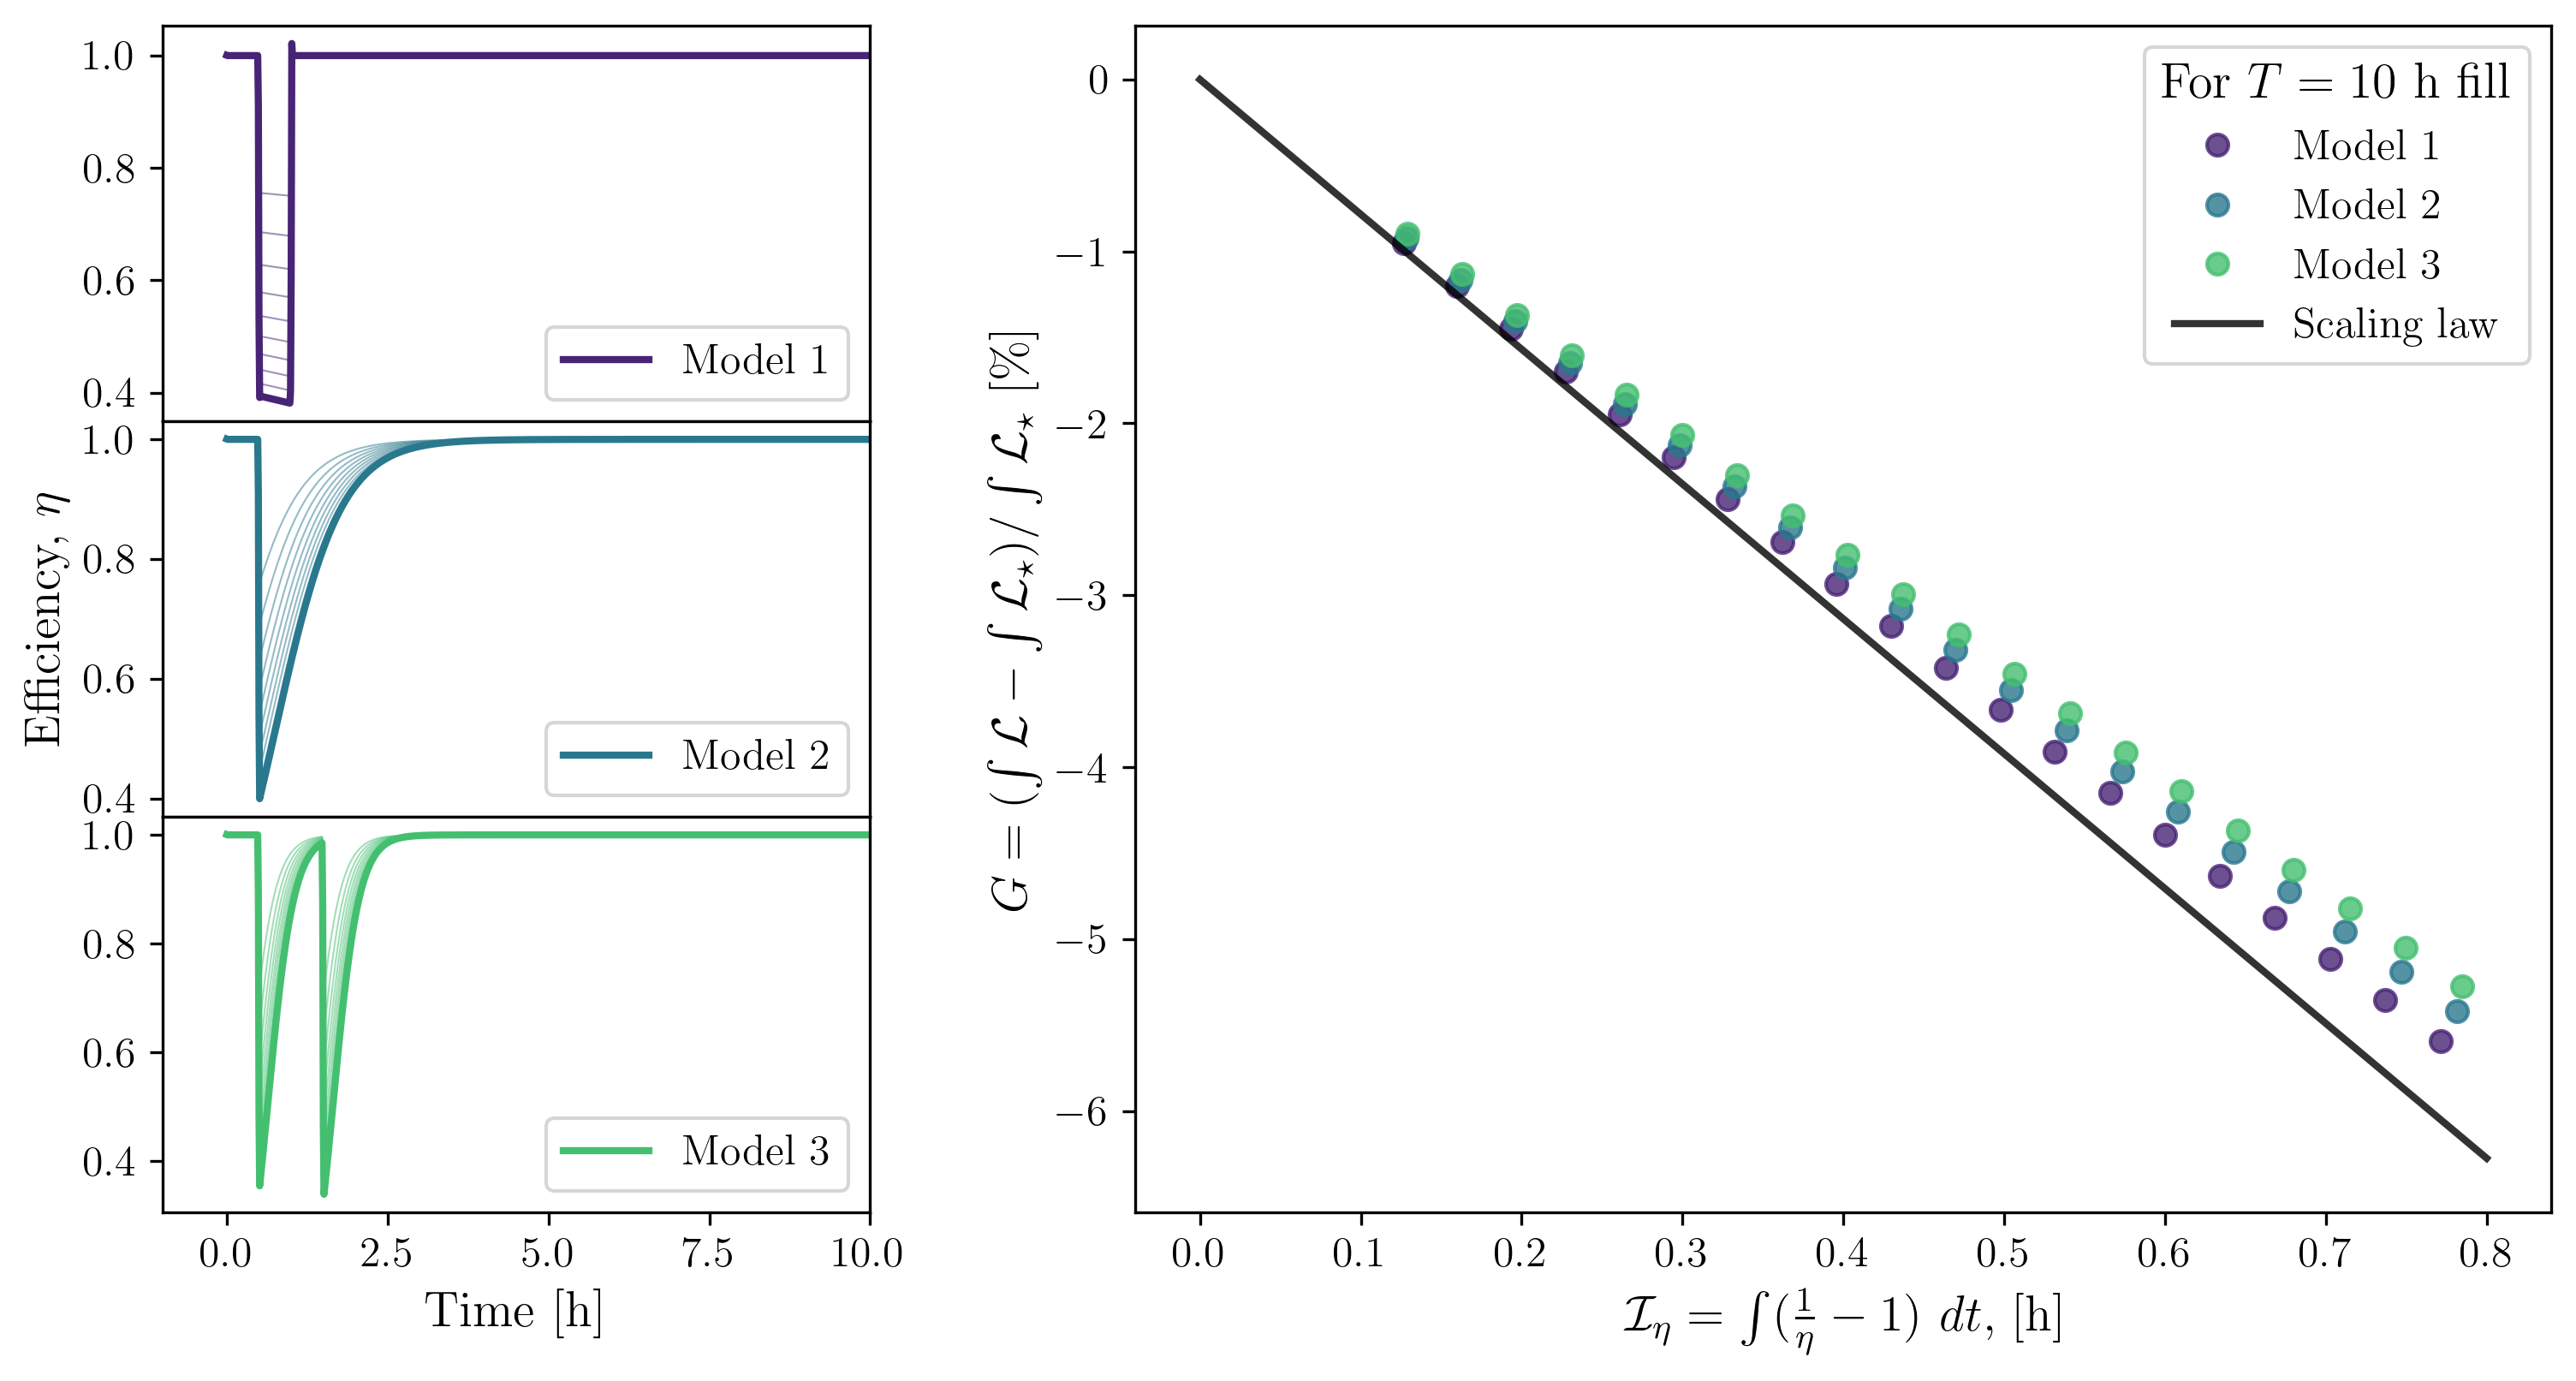 Efficiency, η
1.0
0.8
0.6
0.4
Model 1
1.0
0.8
0.6
0.4
Model 2
1.0
0.8
0.6
0.4
Model 3
0.0 2.5 5.0 7.5 10.0
Time [h]
G = (∫ 𝓛 − ∫ 𝓛⋆)/ ∫ 𝓛⋆ [%]
0
−1
−2
−3
−4
−5
−6
For T = 10 h fill
Model 1
Model 2
Model 3
Scaling law
0.0 0.1 0.2 0.3 0.4 0.5 0.6 0.7 0.8
𝓘η = ∫(1/η − 1) dt, [h]